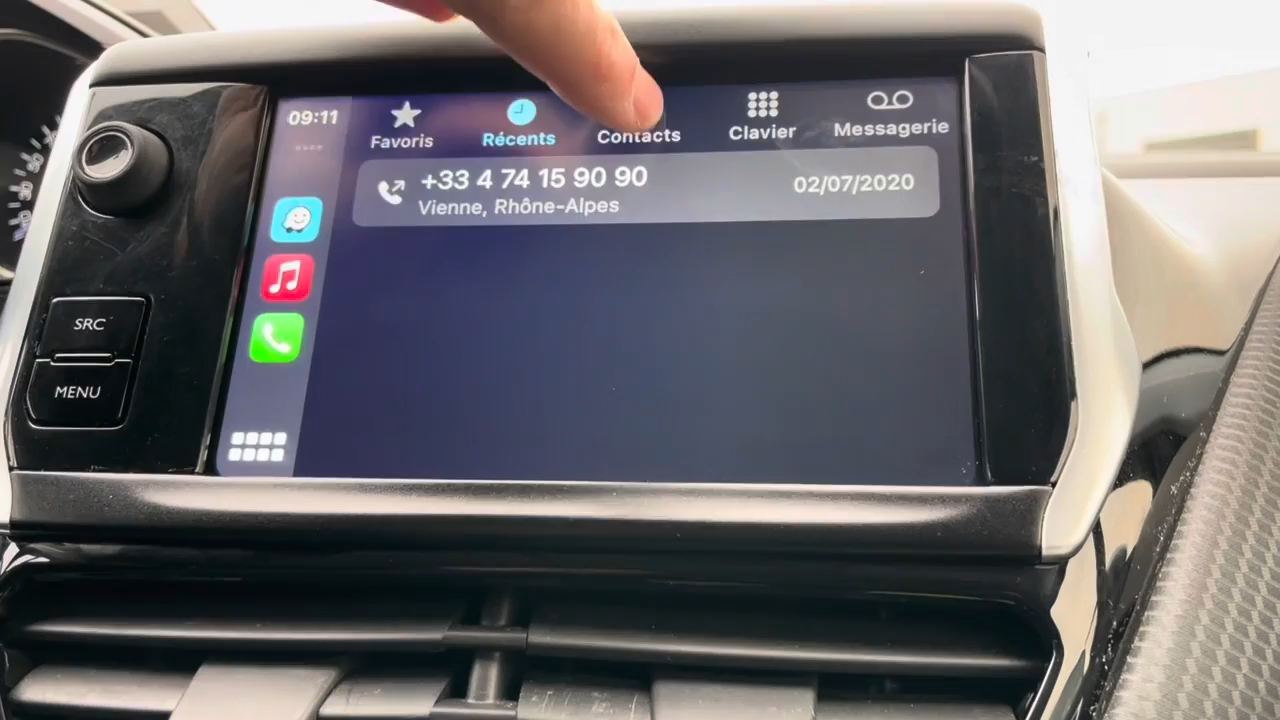 09:11
Favoris
Récents
Contacts
Clavier
Messagerie
+33 4 74 15 90 90
02/07/2020
Vienne, Rhône-Alpes
SRC
MENU